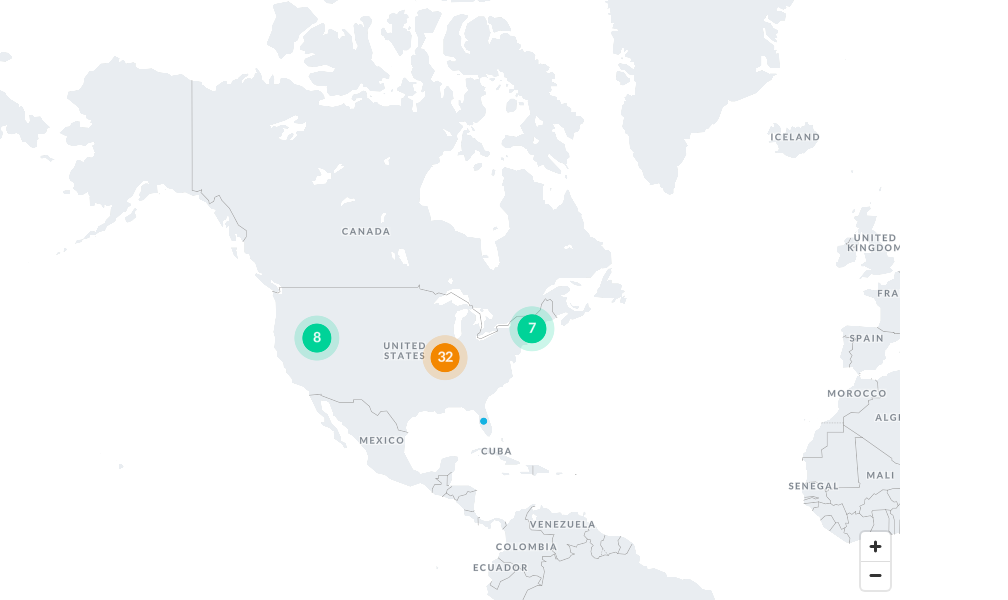 ICELAND
CANADA
UNITED
KINGDOM
FRA
8
7
SPAIN
UNITED
STATES
32
MOROCCO
ALG
MEXICO
CUBA
MALI
SENEGAL
VENEZUELA
COLOMBIA
ECUADOR
+
−